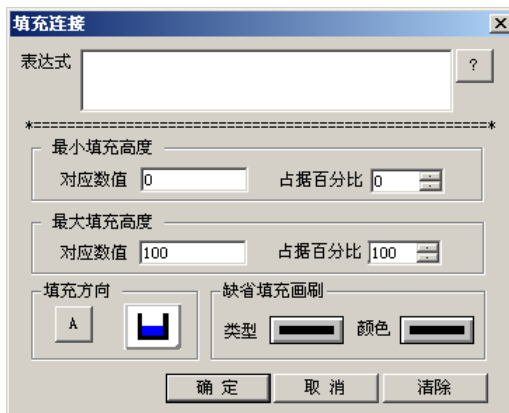 填充连接
表达式 ?
*=======================================================*
最小填充高度
对应数值 0 占据百分比 0
最大填充高度
对应数值 100 占据百分比 100
填充方向 缺省填充画刷
A 类型 颜色
确定 取消 清除